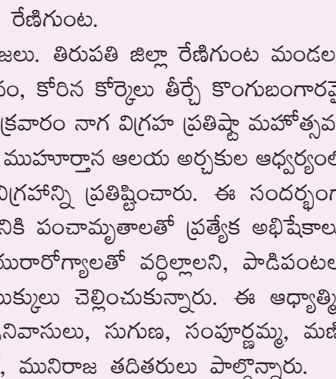 రేణిగుంట.
జలు. తిరుపతి జిల్లా రేణిగుంట మండల
నం, కోరిన కోర్కెలు తీర్చే కొంగుబంగారమై
క్రవారం నాగ విగ్రహ ప్రతిష్టా మహోత్సవ
ముహూర్తాన ఆలయ అర్చకుల ఆధ్వర్యంల
విగ్రహాన్ని ప్రతిష్టించారు. ఈ సందర్భంగ
నికి పంచామృతాలతో ప్రత్యేక అభిషేకాలు
యురారోగ్యాలతో వర్ధిల్లాలని, పాడిపంటల
ుక్కులు చెల్లించుకున్నారు. ఈ ఆధ్యాత్మి
నివాసులు, సుగుణ, సంపూర్ణమ్మ, మణి
, మునిరాజ తదితరులు పాల్గొన్నారు.